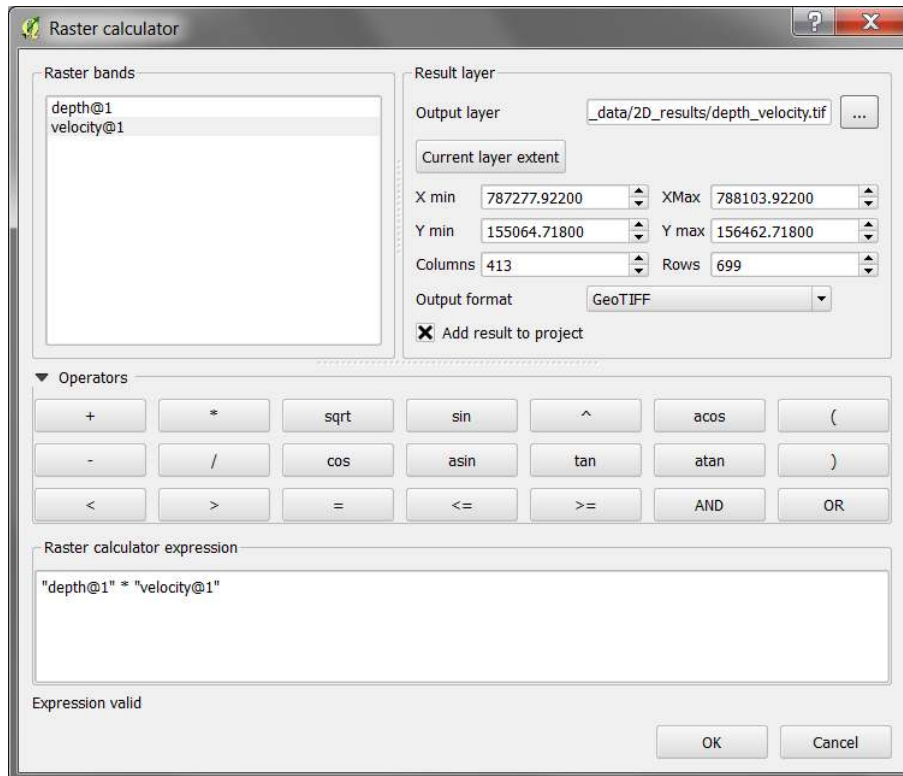 Raster calculator
Raster bands
depth@1
velocity@1
Result layer
Output layer _data/2D_results/depth_velocity.tif ...
Current layer extent
X min 787277.92200 XMax 788103.92200
Y min 155064.71800 Y max 156462.71800
Columns 413 Rows 699
Output format GeoTIFF
Add result to project
Operators
+ * sqrt sin ^ acos (
- / cos asin tan atan )
< > = <= >= AND OR
Raster calculator expression
"depth@1" * "velocity@1"
Expression valid
OK Cancel